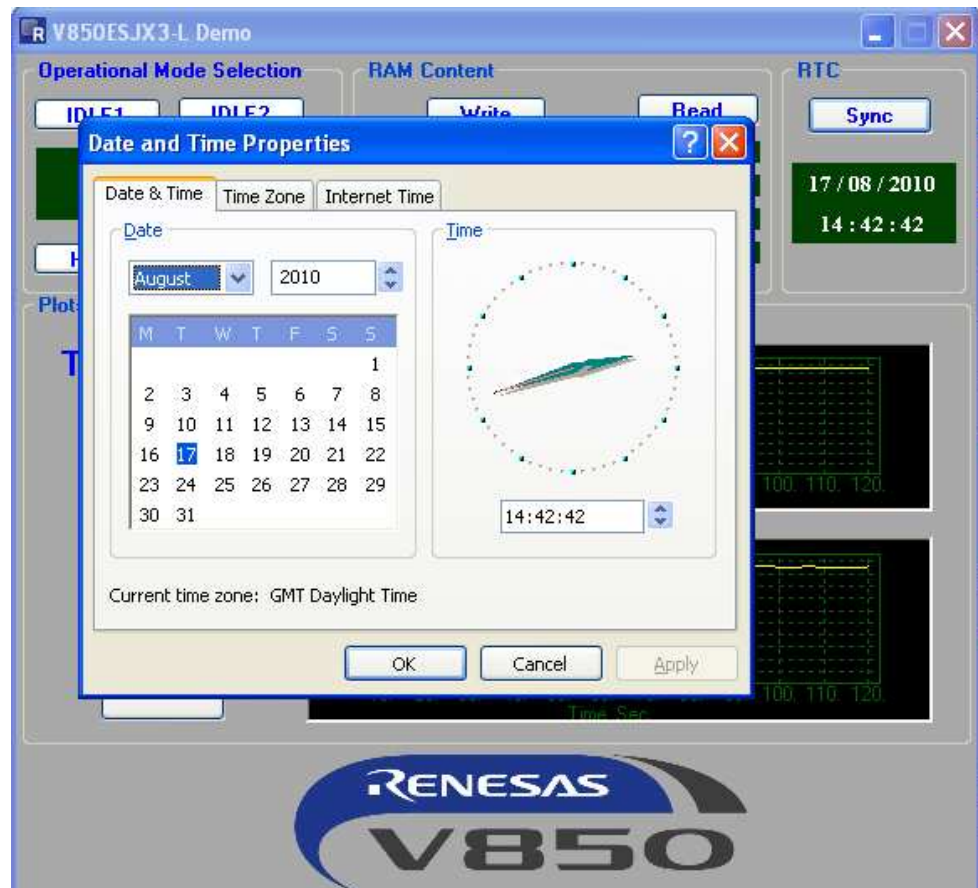 V850ESJX3-L Demo
Operational Mode Selection
RAM Content
RTC
IDLE1
IDLE2
Write
Read
Sync
17 / 08 / 2010
14 : 42 : 42
Date and Time Properties
Date & Time
Time Zone
Internet Time
Date
August
2010
M T W T F S S
1
2 3 4 5 6 7 8
9 10 11 12 13 14 15
16 17 18 19 20 21 22
23 24 25 26 27 28 29
30 31
Time
14:42:42
Current time zone: GMT Daylight Time
OK
Cancel
Apply
100. 110. 120.
100. 110. 120.
Time Sec
RENESAS
V850